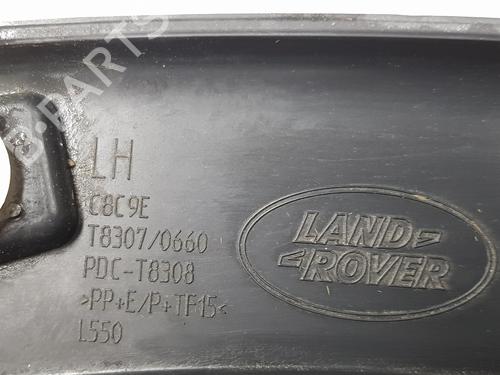 B-PARTS
LH
C8C9E
T8307/0660
PDC-T8308
>PP+E/P+TF15<
L550
LAND
ROVER